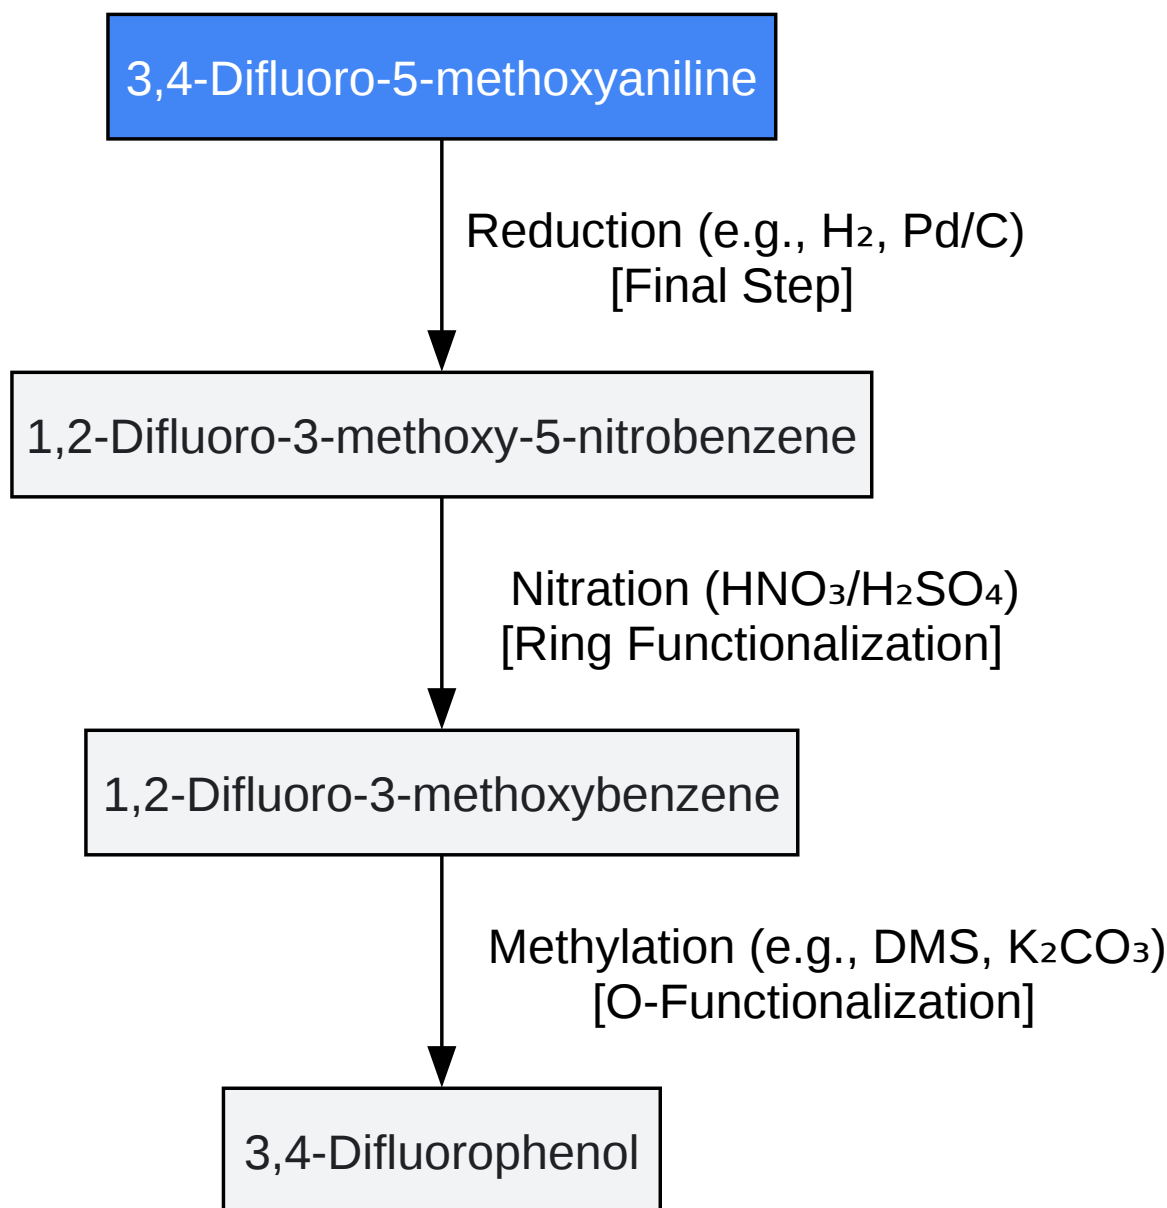 3,4-Difluoro-5-methoxyaniline
Reduction (e.g., H₂, Pd/C)
[Final Step]
1,2-Difluoro-3-methoxy-5-nitrobenzene
Nitration (HNO₃/H₂SO₄)
[Ring Functionalization]
1,2-Difluoro-3-methoxybenzene
Methylation (e.g., DMS, K₂CO₃)
[O-Functionalization]
3,4-Difluorophenol